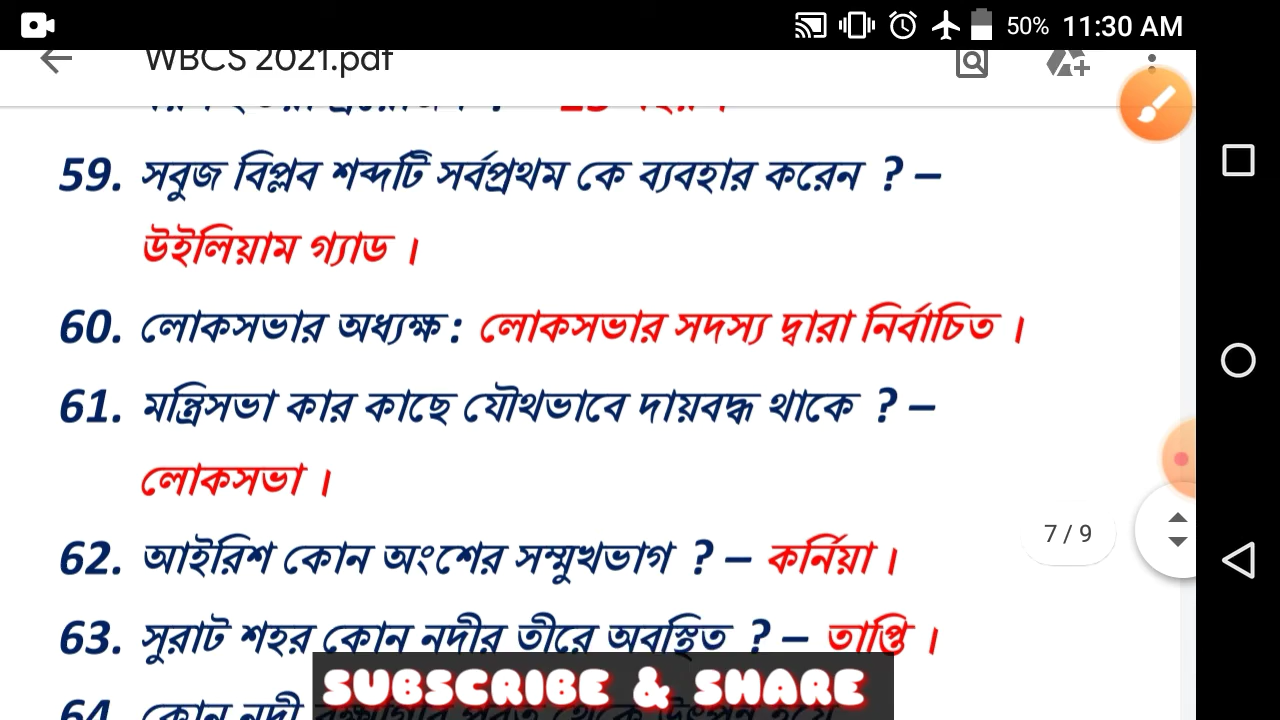 50% 11:30 AM
WBCS 2021.pdf
59. সবুজ বিপ্লব শব্দটি সর্বপ্রথম কে ব্যবহার করেন ? –
উইলিয়াম গ্যাড ।
60. লোকসভার অধ্যক্ষ : লোকসভার সদস্য দ্বারা নির্বাচিত ।
61. মন্ত্রিসভা কার কাছে যৌথভাবে দায়বদ্ধ থাকে ? –
লোকসভা ।
7 / 9
62. আইরিশ কোন অংশের সম্মুখভাগ ? – কর্নিয়া ।
63. সুরাট শহর কোন নদীর তীরে অবস্থিত ? – তাপ্তি ।
SUBSCRIBE & SHARE
64. কোন নদী